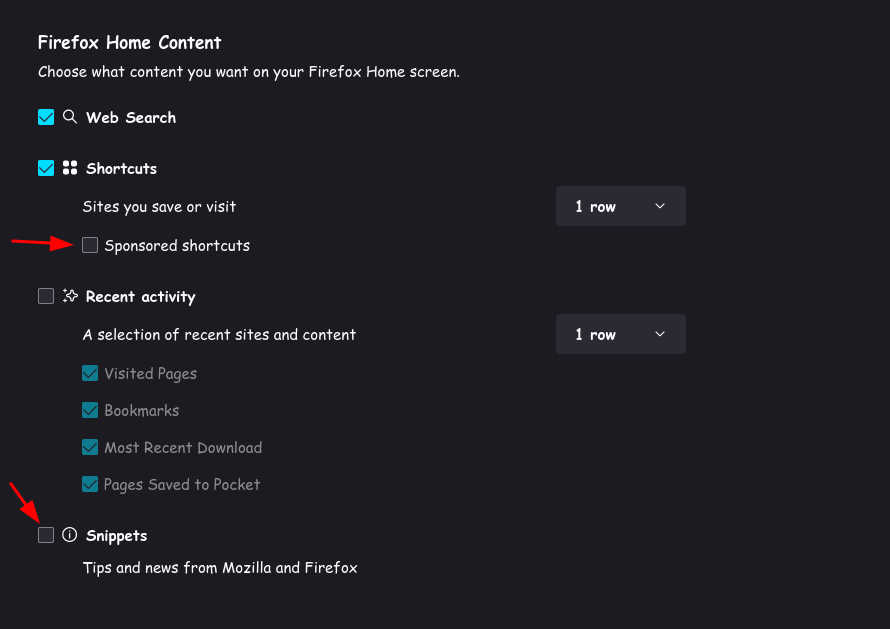 Firefox Home Content
Choose what content you want on your Firefox Home screen.
Web Search
Shortcuts
Sites you save or visit
1 row
Sponsored shortcuts
Recent activity
A selection of recent sites and content
1 row
Visited Pages
Bookmarks
Most Recent Download
Pages Saved to Pocket
Snippets
Tips and news from Mozilla and Firefox